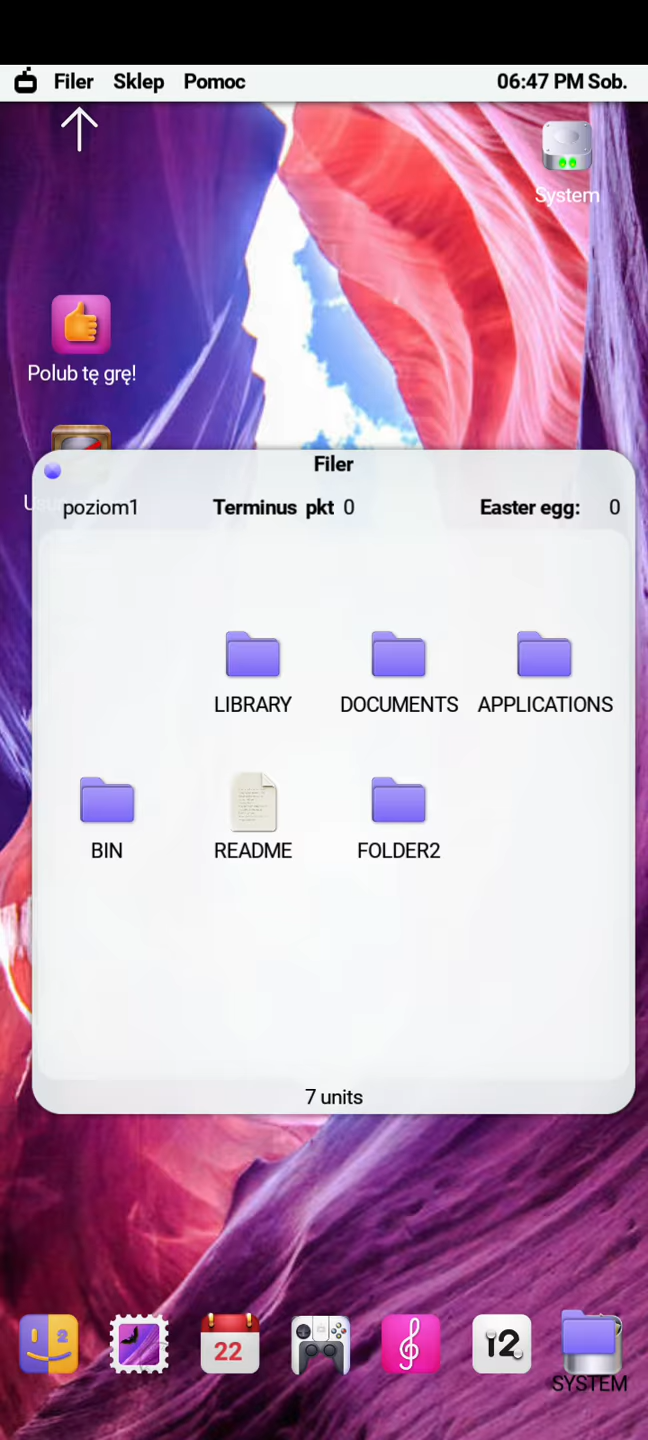 Filer Sklep Pomoc 06:47 PM Sob.
System
Polub tę grę!
Filer
poziom1 Terminus pkt 0 Easter egg: 0
LIBRARY DOCUMENTS APPLICATIONS
BIN README FOLDER2
7 units
22
12
SYSTEM